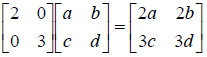 [2 0; 0 3] [a b; c d] = [2a 2b; 3c 3d]